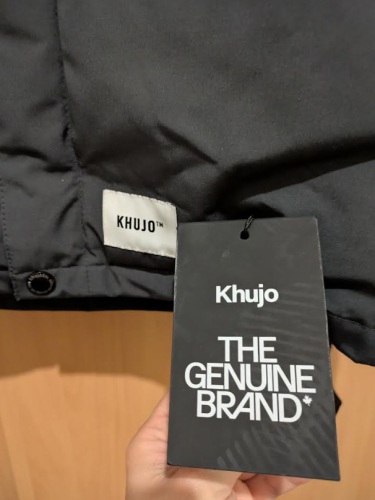 KHUJO™
Khujo
THE
GENUINE
BRAND*